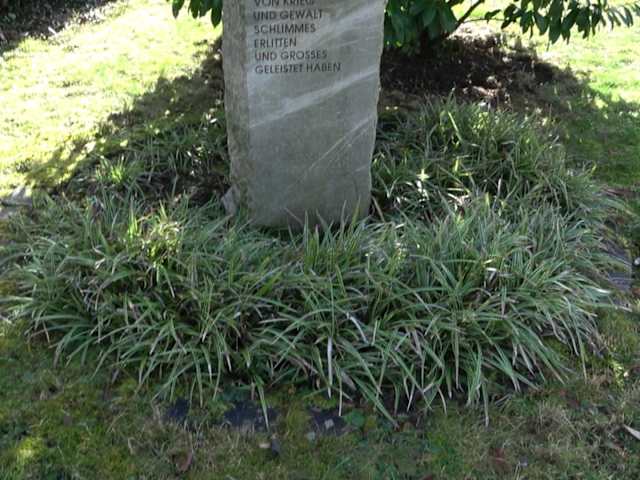 VON KRIEG
UND GEWALT
SCHLIMMES
ERLITTEN
UND GROSSES
GELEISTET HABEN